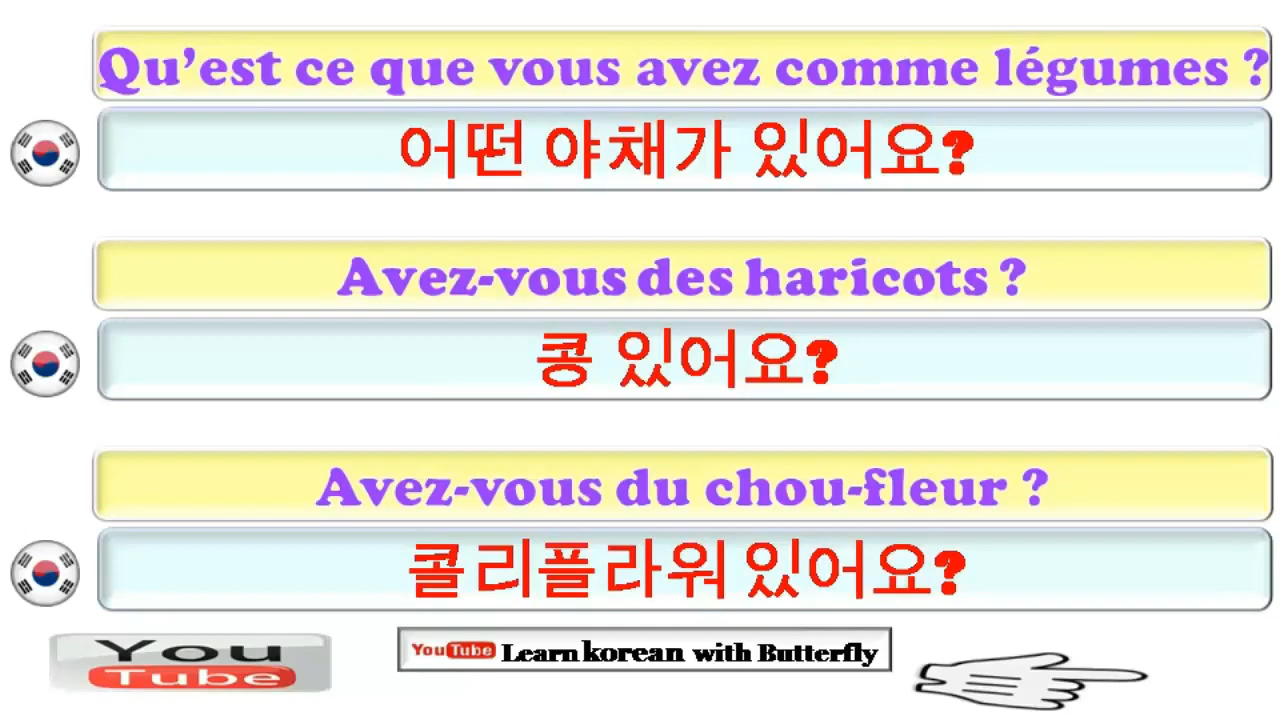 Qu’est ce que vous avez comme légumes ?
어떤 야채가 있어요?
Avez-vous des haricots ?
콩 있어요?
Avez-vous du chou-fleur ?
콜리플라워 있어요?
You
Tube
YouTube Learn korean with Butterfly